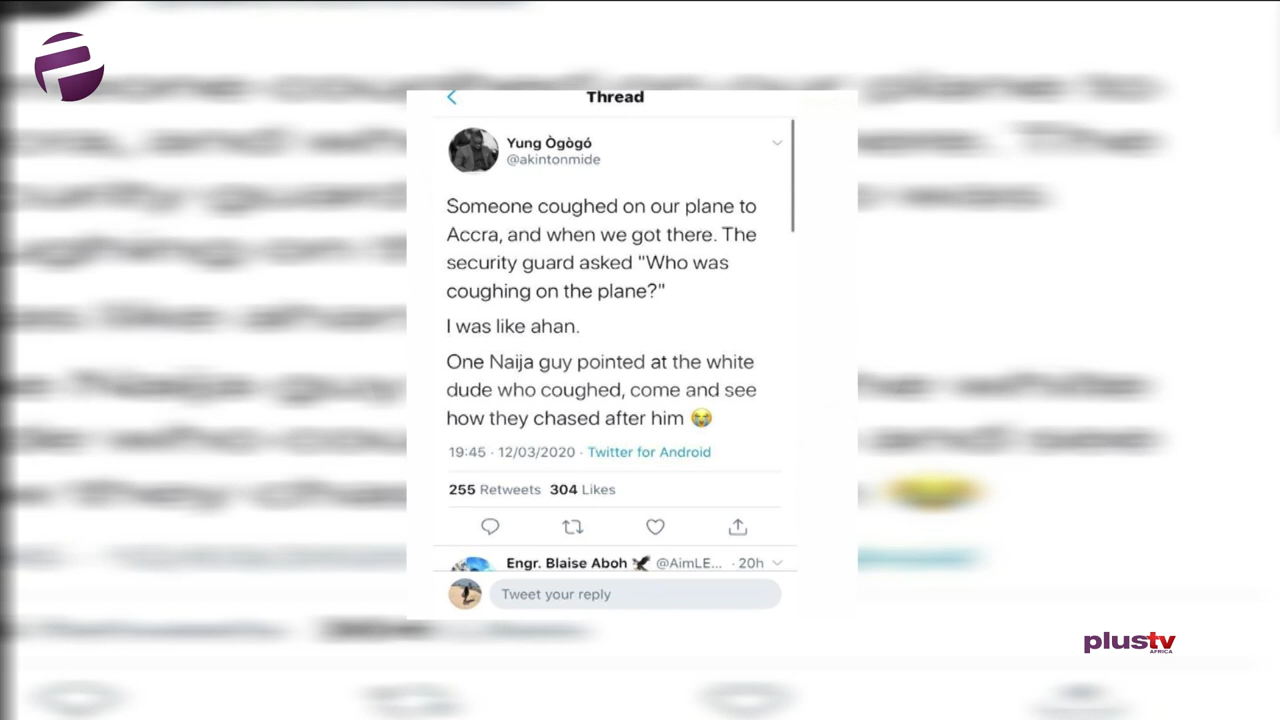 Thread
Yung Ògògó
@akintonmide
Someone coughed on our plane to
Accra, and when we got there. The
security guard asked "Who was
coughing on the plane?"
I was like ahan.
One Naija guy pointed at the white
dude who coughed, come and see
how they chased after him 😭
19:45 · 12/03/2020 · Twitter for Android
255 Retweets 304 Likes
Engr. Blaise Aboh @AimLE... · 20h
Tweet your reply
plustv
AFRICA